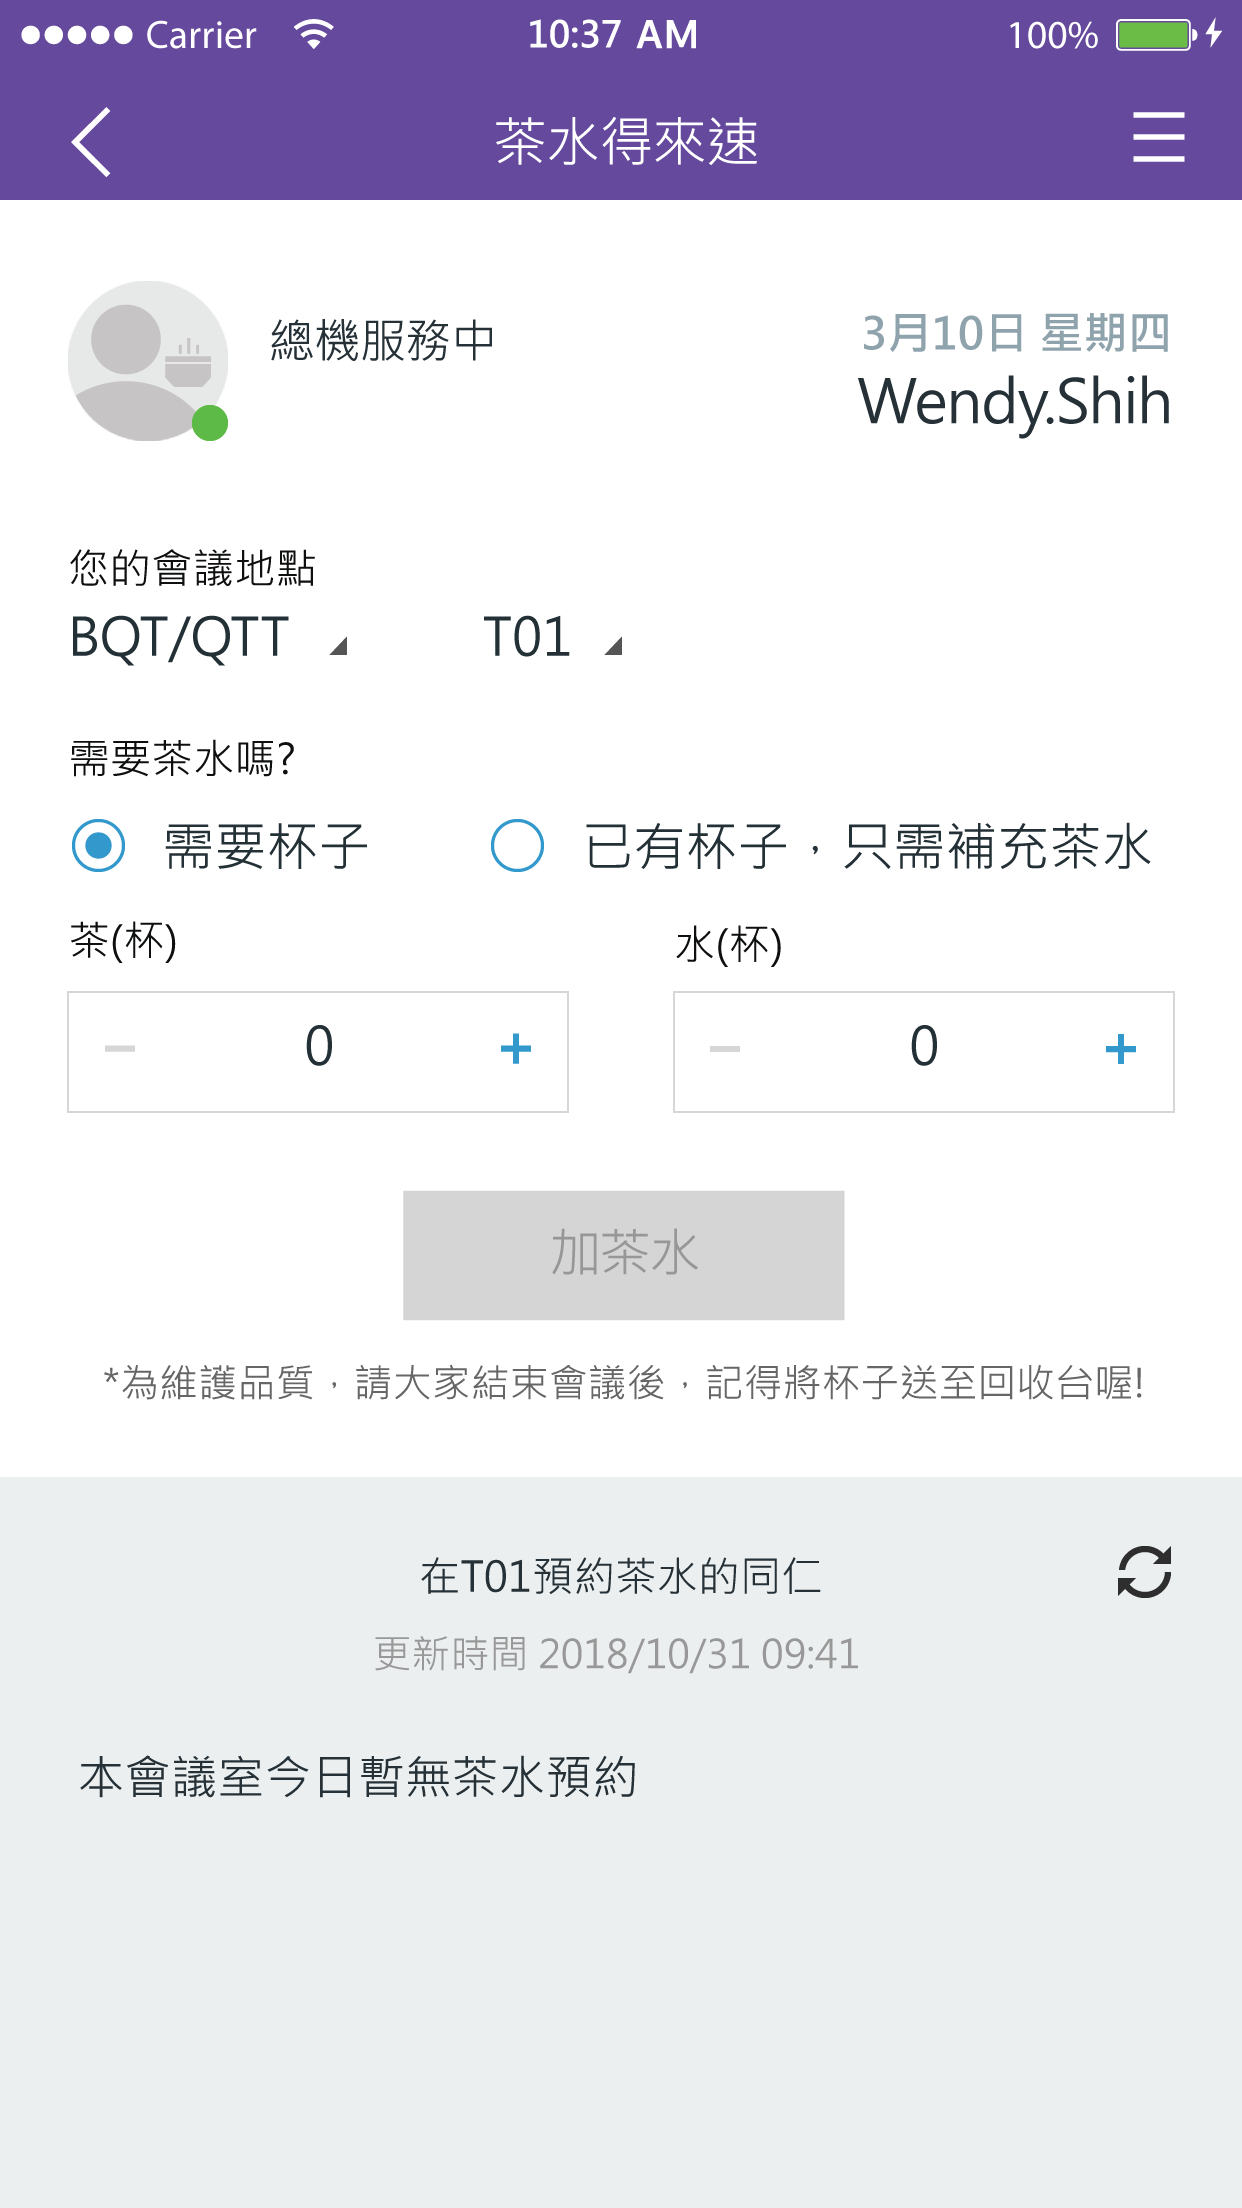 Carrier 10:37 AM 100%
茶水得來速
總機服務中
3月10日 星期四
Wendy.Shih
您的會議地點
BQT/QTT T01
需要茶水嗎?
需要杯子 已有杯子，只需補充茶水
茶(杯) 水(杯)
− 0 + − 0 +
加茶水
*為維護品質，請大家結束會議後，記得將杯子送至回收台喔!
在T01預約茶水的同仁
更新時間 2018/10/31 09:41
本會議室今日暫無茶水預約